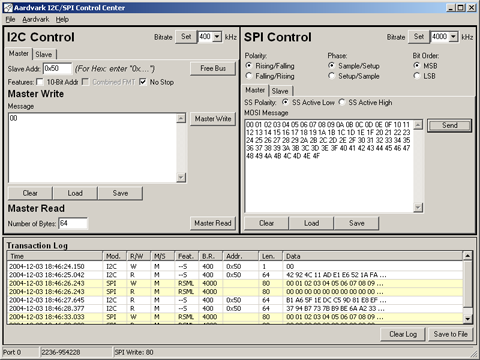 Aardvark I2C/SPI Control Center
File Aardvark Help
I2C Control
Bitrate Set 400 kHz
Master Slave
Slave Addr: 0x50 (For Hex: enter "0x....") Free Bus
Features: 10-Bit Addr Combined FMT No Stop
Master Write
Message
00
Master Write
Clear Load Save
Master Read
Number of Bytes: 64 Master Read
SPI Control
Bitrate Set 4000 kHz
Polarity: Phase: Bit Order:
Rising/Falling Sample/Setup MSB
Falling/Rising Setup/Sample LSB
Master Slave
SS Polarity: SS Active Low SS Active High
MOSI Message
00 01 02 03 04 05 06 07 08 09 0A 0B 0C 0D 0E 0F 10 11
12 13 14 15 16 17 18 19 1A 1B 1C 1D 1E 1F 20 21 22 23
24 25 26 27 28 29 2A 2B 2C 2D 2E 2F 30 31 32 33 34 35
36 37 38 39 3A 3B 3C 3D 3E 3F 40 41 42 43 44 45 46 47
48 49 4A 4B 4C 4D 4E 4F
Send
Clear Load Save
Transaction Log
Time Mod. R/W M/S Feat. B.R. Addr. Len. Data
2004-12-03 18:46:24.150 I2C W M --S 400 0x50 1 00
2004-12-03 18:46:25.042 I2C R M --S 400 0x50 64 42 92 4C 11 AD E1 E6 52 1A FA ...
2004-12-03 18:46:26.243 SPI W M RSML 4000 80 00 01 02 03 04 05 06 07 08 09 ...
2004-12-03 18:46:26.243 SPI R M RSML 4000 80 00 00 00 00 00 00 00 00 00 00 ...
2004-12-03 18:46:27.645 I2C R M --S 400 0x50 64 B1 A6 5F 1E DC C5 9D 81 E8 EF ...
2004-12-03 18:46:28.377 I2C R M --S 400 0x50 64 37 94 B7 73 7B B9 BE 6A A2 33 ...
2004-12-03 18:46:33.033 SPI W M RSML 4000 80 00 01 02 03 04 05 06 07 08 09 ...
Clear Log Save to File
Port 0 2236-954228 SPI Write: 80